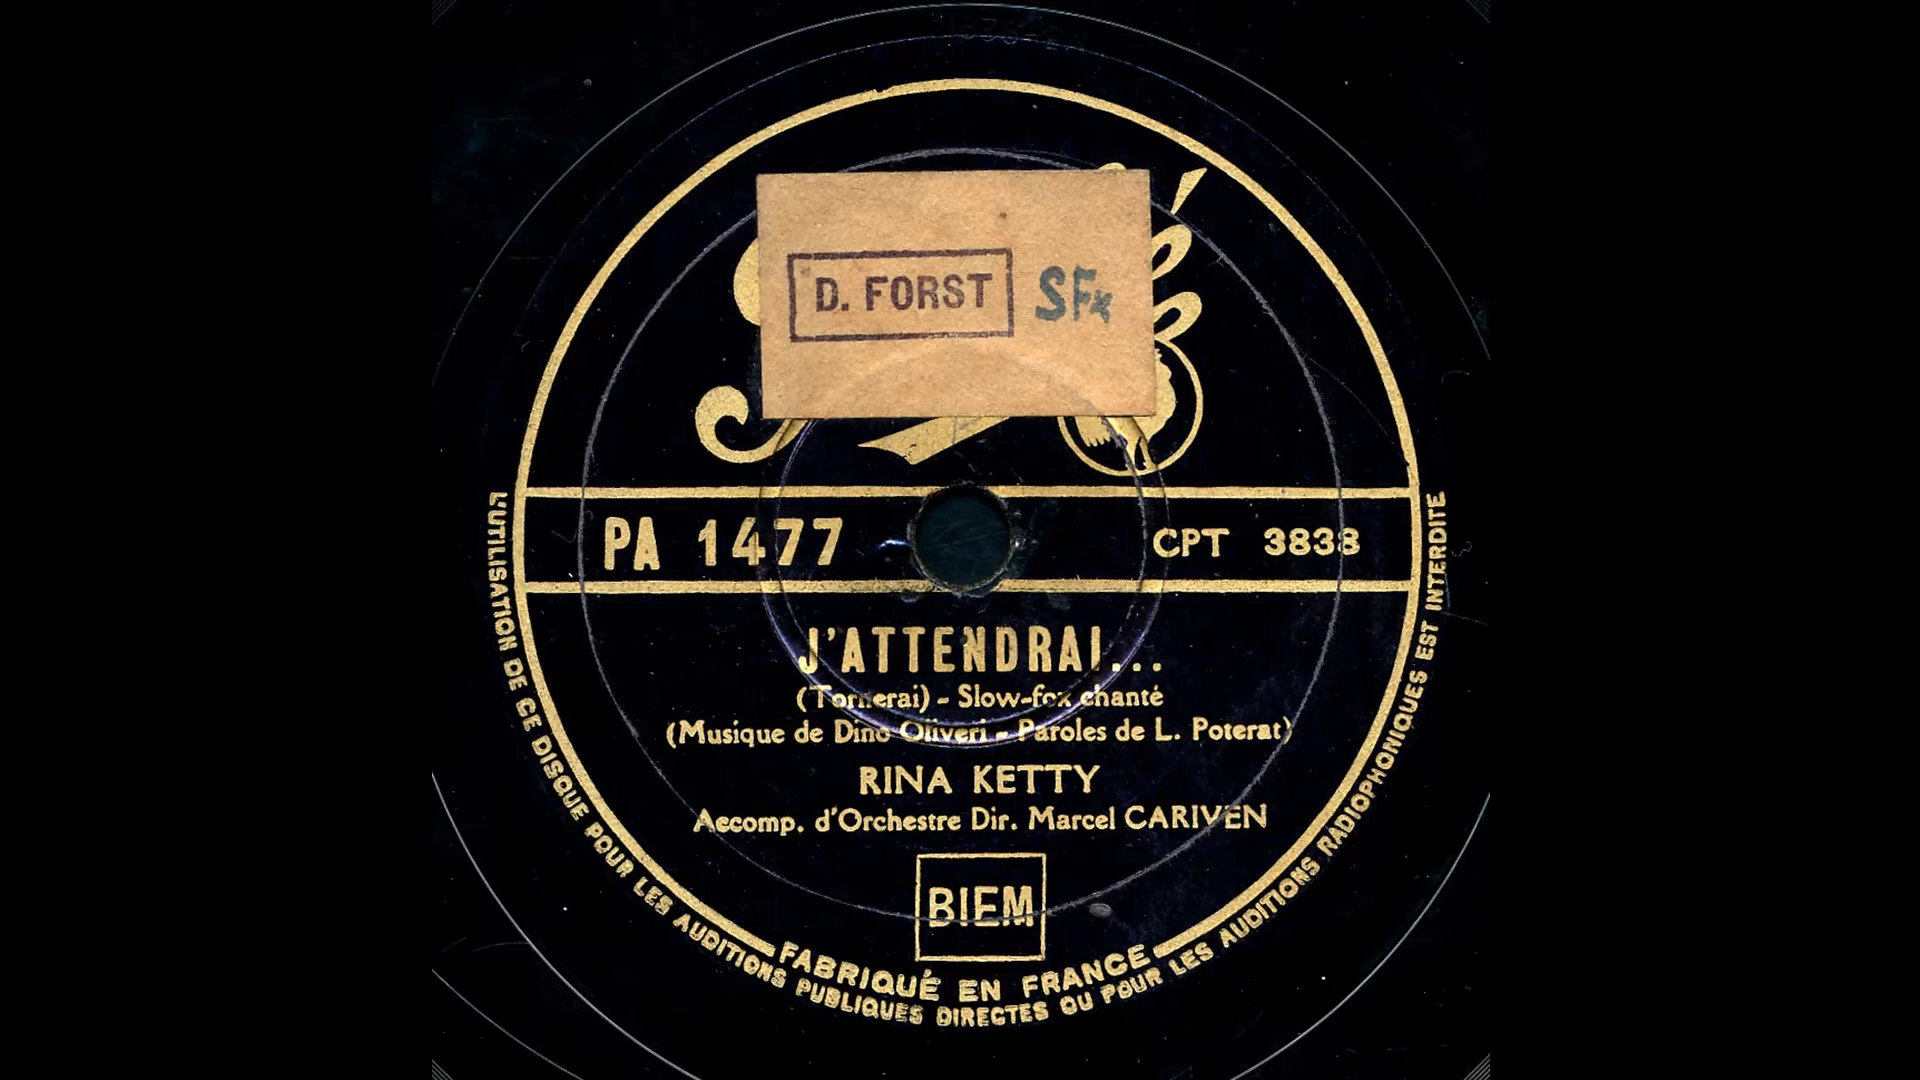 D. FORST SFx
PA 1477 CPT 3838
J'ATTENDRAI...
(Tornerai) - Slow-fox chanté
(Musique de Dino Oliveri - Paroles de L. Poterat)
RINA KETTY
Accomp. d'Orchestre Dir. Marcel CARIVEN
BIEM
FABRIQUÉ EN FRANCE
L'UTILISATION DE CE DISQUE POUR LES AUDITIONS PUBLIQUES DIRECTES OU POUR LES AUDITIONS RADIOPHONIQUES EST INTERDITE